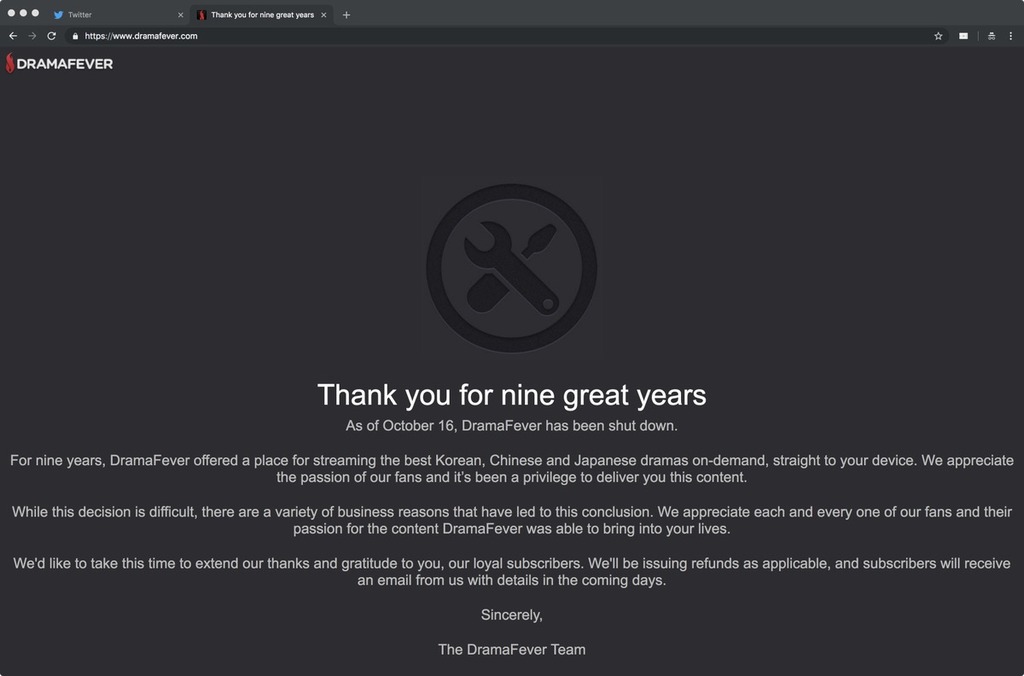 Twitter
Thank you for nine great years
https://www.dramafever.com
DRAMAFEVER
Thank you for nine great years
As of October 16, DramaFever has been shut down.
For nine years, DramaFever offered a place for streaming the best Korean, Chinese and Japanese dramas on-demand, straight to your device. We appreciate
the passion of our fans and it’s been a privilege to deliver you this content.
While this decision is difficult, there are a variety of business reasons that have led to this conclusion. We appreciate each and every one of our fans and their
passion for the content DramaFever was able to bring into your lives.
We'd like to take this time to extend our thanks and gratitude to you, our loyal subscribers. We'll be issuing refunds as applicable, and subscribers will receive
an email from us with details in the coming days.
Sincerely,
The DramaFever Team